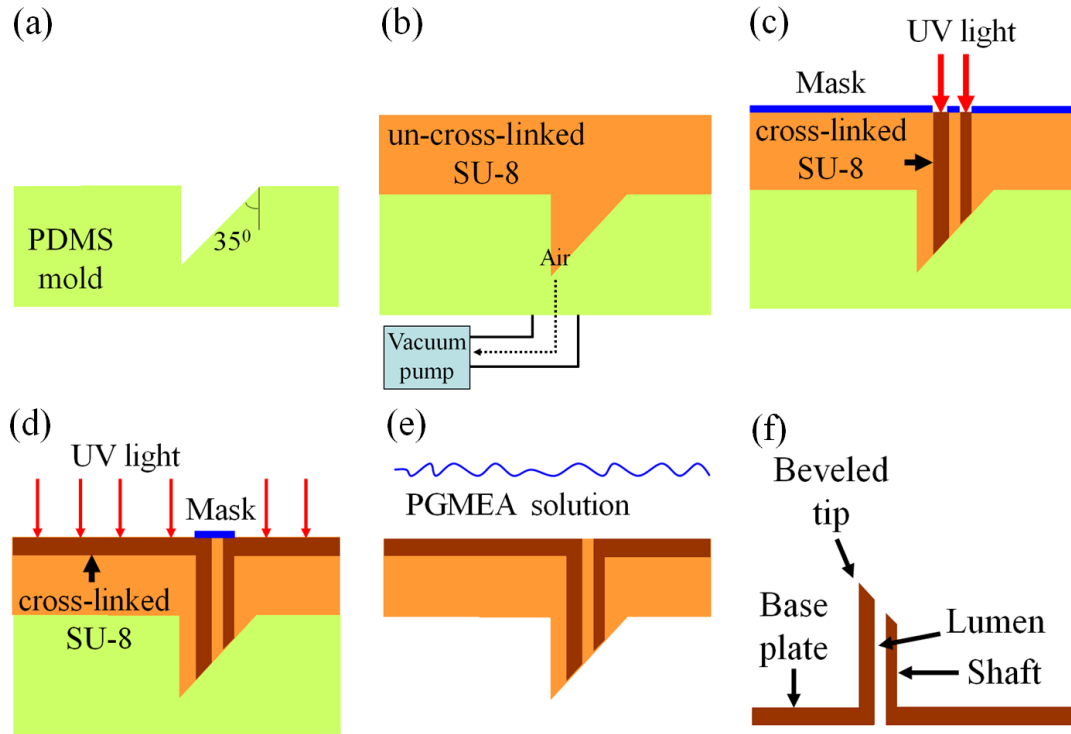 (a)
PDMS
mold
35⁰
(b)
un-cross-linked
SU-8
Air
Vacuum
pump
(c)
UV light
Mask
cross-linked
SU-8
(d)
UV light
Mask
cross-linked
SU-8
(e)
PGMEA solution
(f)
Beveled
tip
Base
plate
Lumen
Shaft